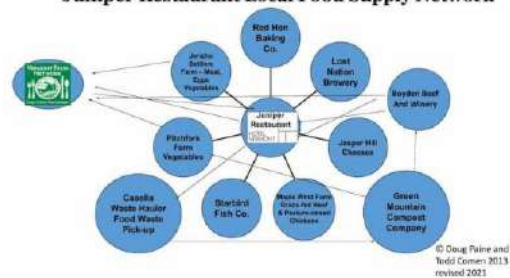 Juniper Restaurant Local Food Supply Network
Red Hen
Baking
Co.
Jericho
Settlers
Farm – Meat,
Eggs
Vegetables
Lost
Nation
Brewery
Boyden Beef
And Winery
Juniper
Restaurant
HOTEL
VERMONT
Pitchfork
Farm
Vegetables
Jasper Hill
Cheeses
Casella
Waste Hauler
Food Waste
Pick-up
Starbird
Fish Co.
Maple Wind Farm
Grass-fed Beef
& Pasture-raised
Chickens
Green
Mountain
Compost
Company
© Doug Paine and
Todd Comen 2013
revised 2021